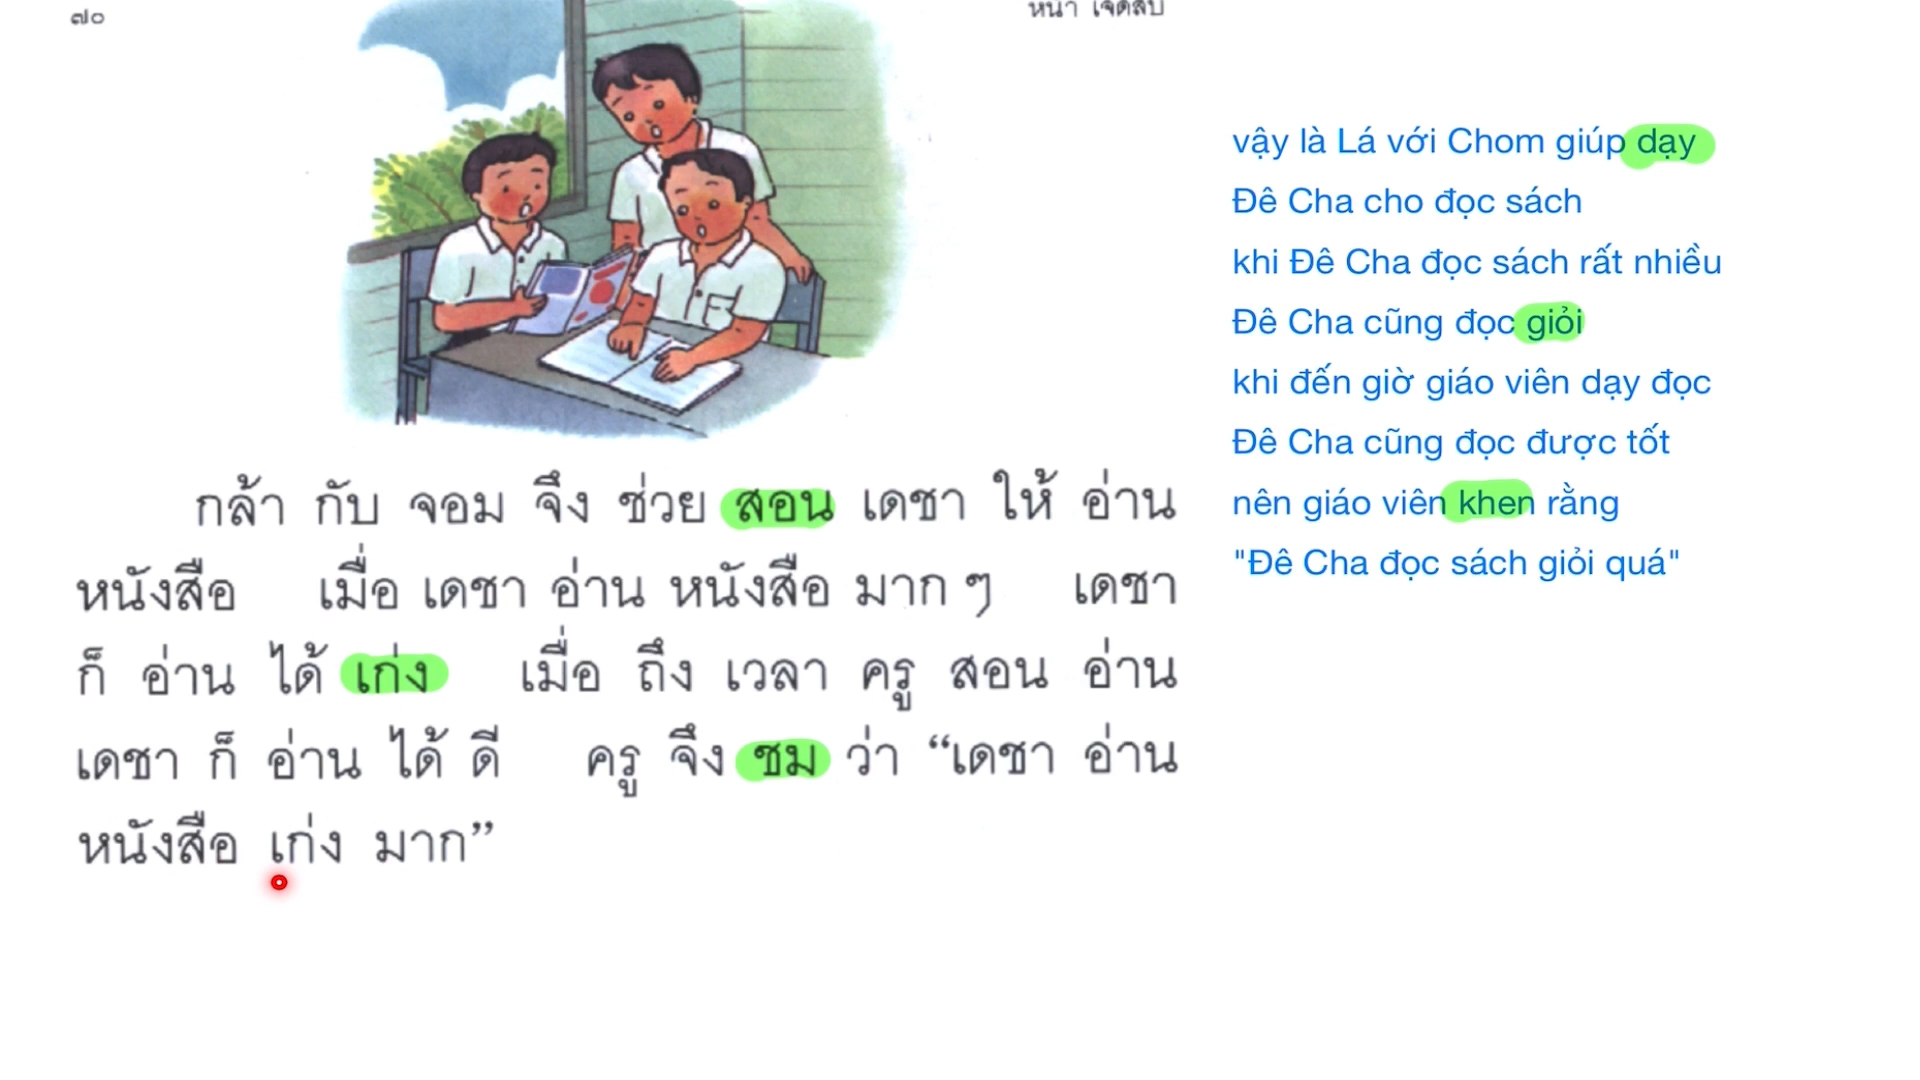 ๗๐
หน้า เจ็ดสิบ
กล้า กับ จอม จึง ช่วย สอน เดชา ให้ อ่าน
หนังสือ เมื่อ เดชา อ่าน หนังสือ มาก ๆ เดชา
ก็ อ่าน ได้ เก่ง เมื่อ ถึง เวลา ครู สอน อ่าน
เดชา ก็ อ่าน ได้ ดี ครู จึง ชม ว่า “เดชา อ่าน
หนังสือ เก่ง มาก”
vậy là Lá với Chom giúp dạy
Đê Cha cho đọc sách
khi Đê Cha đọc sách rất nhiều
Đê Cha cũng đọc giỏi
khi đến giờ giáo viên dạy đọc
Đê Cha cũng đọc được tốt
nên giáo viên khen rằng
"Đê Cha đọc sách giỏi quá"